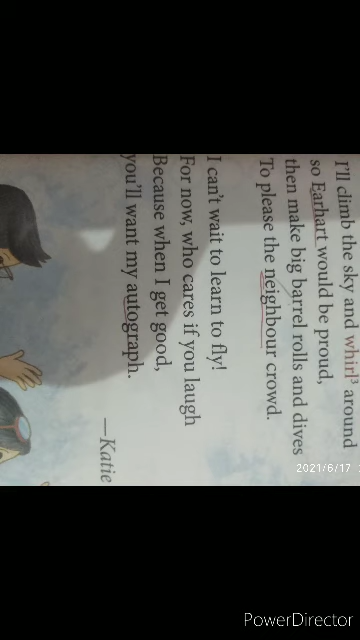 I'll climb the sky and whirl³ around
so Earhart would be proud,
then make big barrel rolls and dives
To please the neighbour crowd.
I can't wait to learn to fly!
For now, who cares if you laugh
Because when I get good,
you'll want my autograph.
—Katie
2021/6/17
PowerDirector